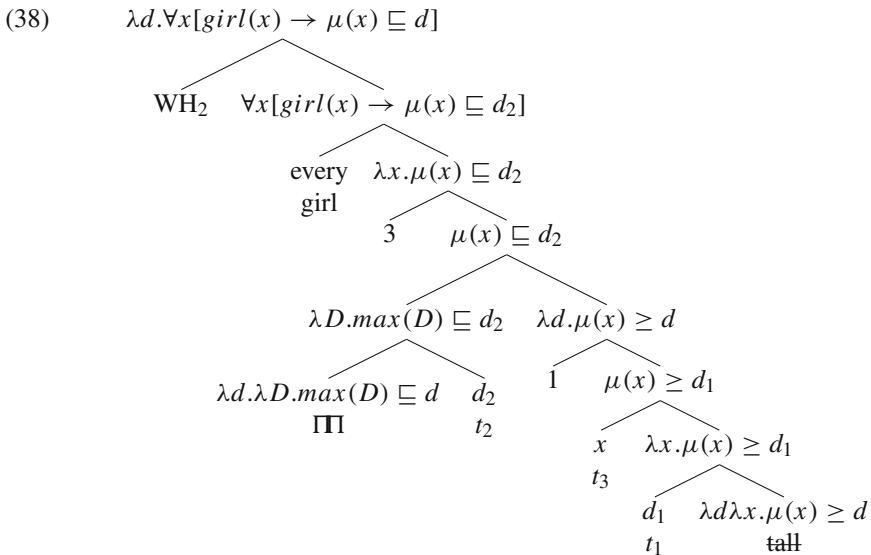 (38) λd.∀x[girl(x) → μ(x) ⊑ d]
WH₂ ∀x[girl(x) → μ(x) ⊑ d₂]
every λx.μ(x) ⊑ d₂
girl
3 μ(x) ⊑ d₂
λD.max(D) ⊑ d₂ λd.μ(x) ≥ d
λd.λD.max(D) ⊑ d d₂ 1 μ(x) ≥ d₁
ΠΠ t₂
x λx.μ(x) ≥ d₁
t₃
d₁ λdλx.μ(x) ≥ d
t₁ tall